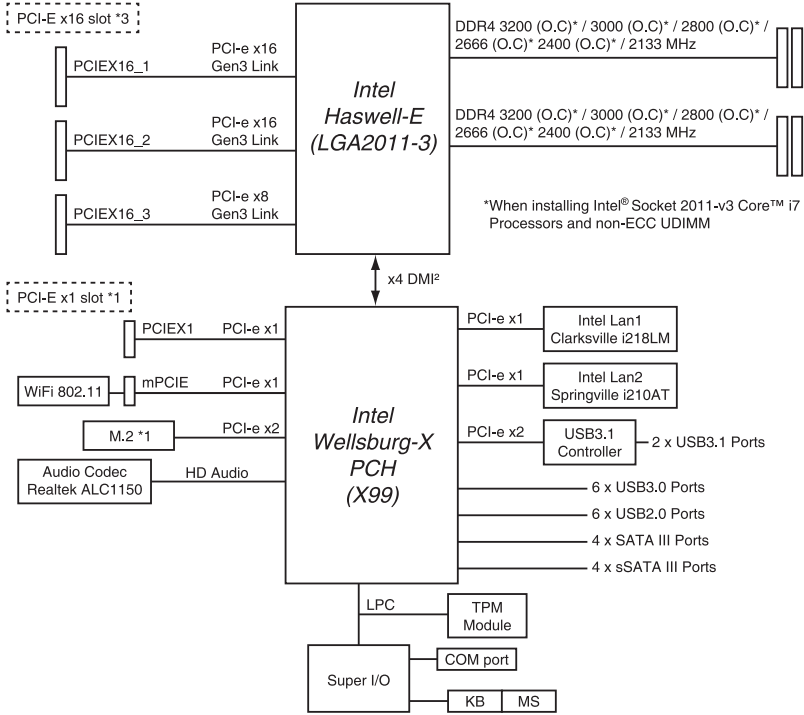 PCI-E x16 slot *3
PCIEX16_1
PCI-e x16
Gen3 Link
PCIEX16_2
PCI-e x16
Gen3 Link
PCIEX16_3
PCI-e x8
Gen3 Link
Intel
Haswell-E
(LGA2011-3)
DDR4 3200 (O.C)* / 3000 (O.C)* / 2800 (O.C)* /
2666 (O.C)* 2400 (O.C)* / 2133 MHz
DDR4 3200 (O.C)* / 3000 (O.C)* / 2800 (O.C)* /
2666 (O.C)* 2400 (O.C)* / 2133 MHz
*When installing Intel® Socket 2011-v3 Core™ i7
Processors and non-ECC UDIMM
x4 DMI²
PCI-E x1 slot *1
PCIEX1
PCI-e x1
WiFi 802.11
mPCIE
PCI-e x1
M.2 *1
PCI-e x2
Audio Codec
Realtek ALC1150
HD Audio
Intel
Wellsburg-X
PCH
(X99)
PCI-e x1
Intel Lan1
Clarksville i218LM
PCI-e x1
Intel Lan2
Springville i210AT
PCI-e x2
USB3.1
Controller
2 x USB3.1 Ports
6 x USB3.0 Ports
6 x USB2.0 Ports
4 x SATA III Ports
4 x sSATA III Ports
LPC
TPM
Module
Super I/O
COM port
KB
MS